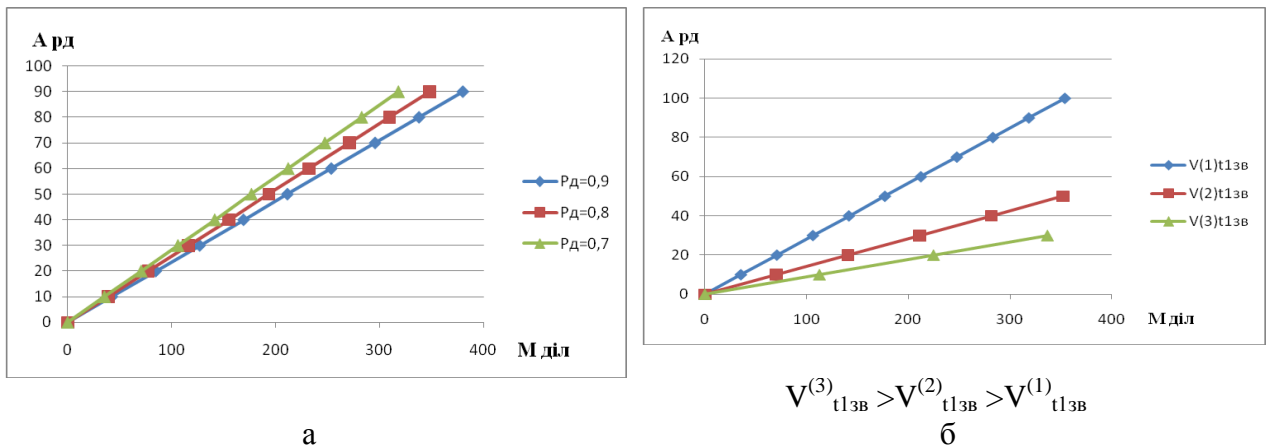 А рд
100
90
80
70
60
50
40
30
20
10
0
0 100 200 300 400
М діл
Рд=0,9
Рд=0,8
Рд=0,7
а
А рд
120
100
80
60
40
20
0
0 100 200 300 400
М діл
V(1)t1зв
V(2)t1зв
V(3)t1зв
V⁽³⁾t1зв >V⁽²⁾t1зв >V⁽¹⁾t1зв
б